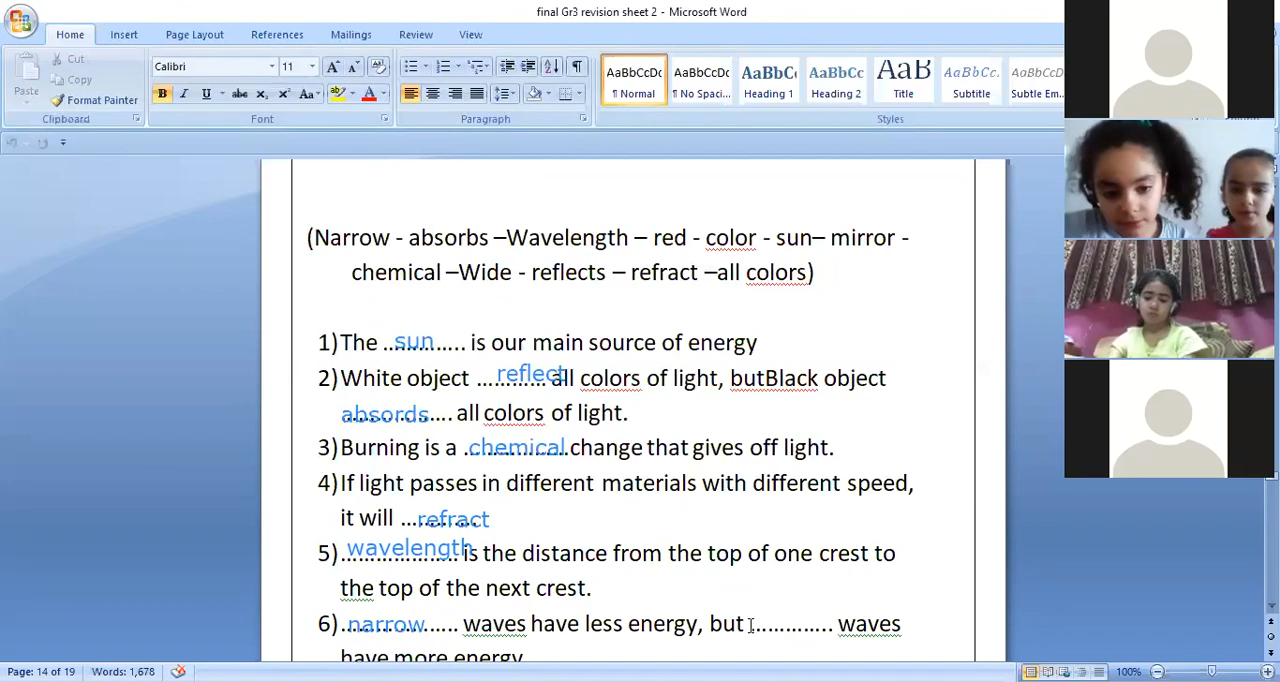 final Gr3 revision sheet 2 - Microsoft Word
Home Insert Page Layout References Mailings Review View
Cut
Copy
Paste
Format Painter
Clipboard
Calibri 11
Font
Paragraph
AaBbCcDc AaBbCcDc AaBbCc AaBbCc AaB AaBbCc. AaBbCcDc
¶ Normal ¶ No Spaci... Heading 1 Heading 2 Title Subtitle Subtle Em...
Styles
(Narrow - absorbs –Wavelength – red - color - sun– mirror -
chemical –Wide - reflects – refract –all colors)
1) The ...sun......... is our main source of energy
2) White object ...reflect all colors of light, butBlack object
absords.... all colors of light.
3) Burning is a .chemical change that gives off light.
4) If light passes in different materials with different speed,
it will ...refract
5) wavelength is the distance from the top of one crest to
the top of the next crest.
6) .narrow...... waves have less energy, but ............. waves
have more energy
Page: 14 of 19 Words: 1,678 100%